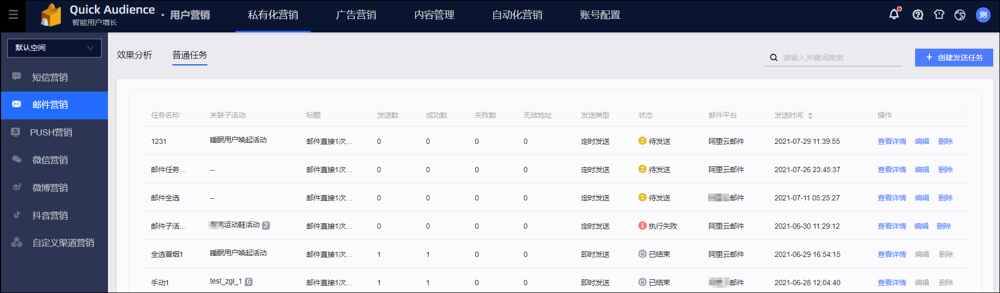 Quick Audience
智能用户增长
· 用户营销
私有化营销 广告营销 内容管理 自动化营销 账号配置
测
默认空间
短信营销
邮件营销
PUSH营销
微信营销
微博营销
抖音营销
自定义渠道营销
效果分析 普通任务
请输入关键词搜索
+ 创建发送任务
任务名称 关联子活动 标题 发送数 成功数 失败数 无效地址 发送类型 状态 邮件平台 发送时间 操作
1231 睡眠用户唤起活动 邮件直接1次... 0 0 0 0 定时发送 待发送 阿里云邮件 2021-07-29 11:39:55 查看详情 编辑 删除
邮件任务... -- 邮件直接1次... 0 0 0 0 定时发送 待发送 阿里云邮件 2021-07-26 23:45:37 查看详情 编辑 删除
邮件全选 -- 邮件直接1次... 0 0 0 0 定时发送 待发送 邮件 2021-07-11 05:25:27 查看详情 编辑 删除
邮件子活... 运动鞋活动 2 邮件直接1次... 0 0 0 0 定时发送 执行失败 阿里云邮件 2021-06-30 11:29:12 查看详情 编辑 删除
全选冒烟1 睡眠用户唤起活动 邮件直接1次... 1 1 0 0 即时发送 已结束 阿里云邮件 2021-06-29 16:54:15 查看详情 编辑 删除
手动1 test_zgl_1 6 邮件直接1次... 1 1 0 0 即时发送 已结束 邮件 2021-06-28 12:04:40 查看详情 编辑 删除